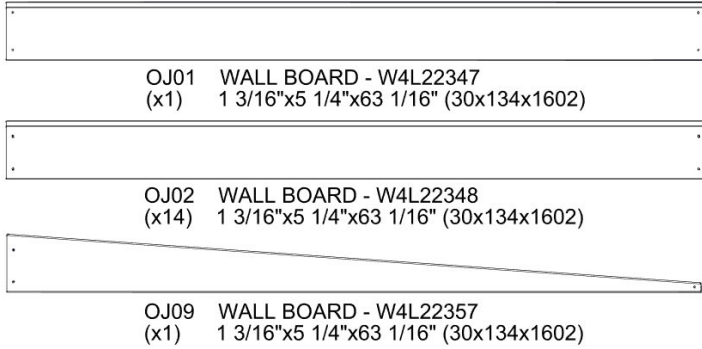 OJ01 WALL BOARD - W4L22347
(x1) 1 3/16"x5 1/4"x63 1/16" (30x134x1602)
OJ02 WALL BOARD - W4L22348
(x14) 1 3/16"x5 1/4"x63 1/16" (30x134x1602)
OJ09 WALL BOARD - W4L22357
(x1) 1 3/16"x5 1/4"x63 1/16" (30x134x1602)